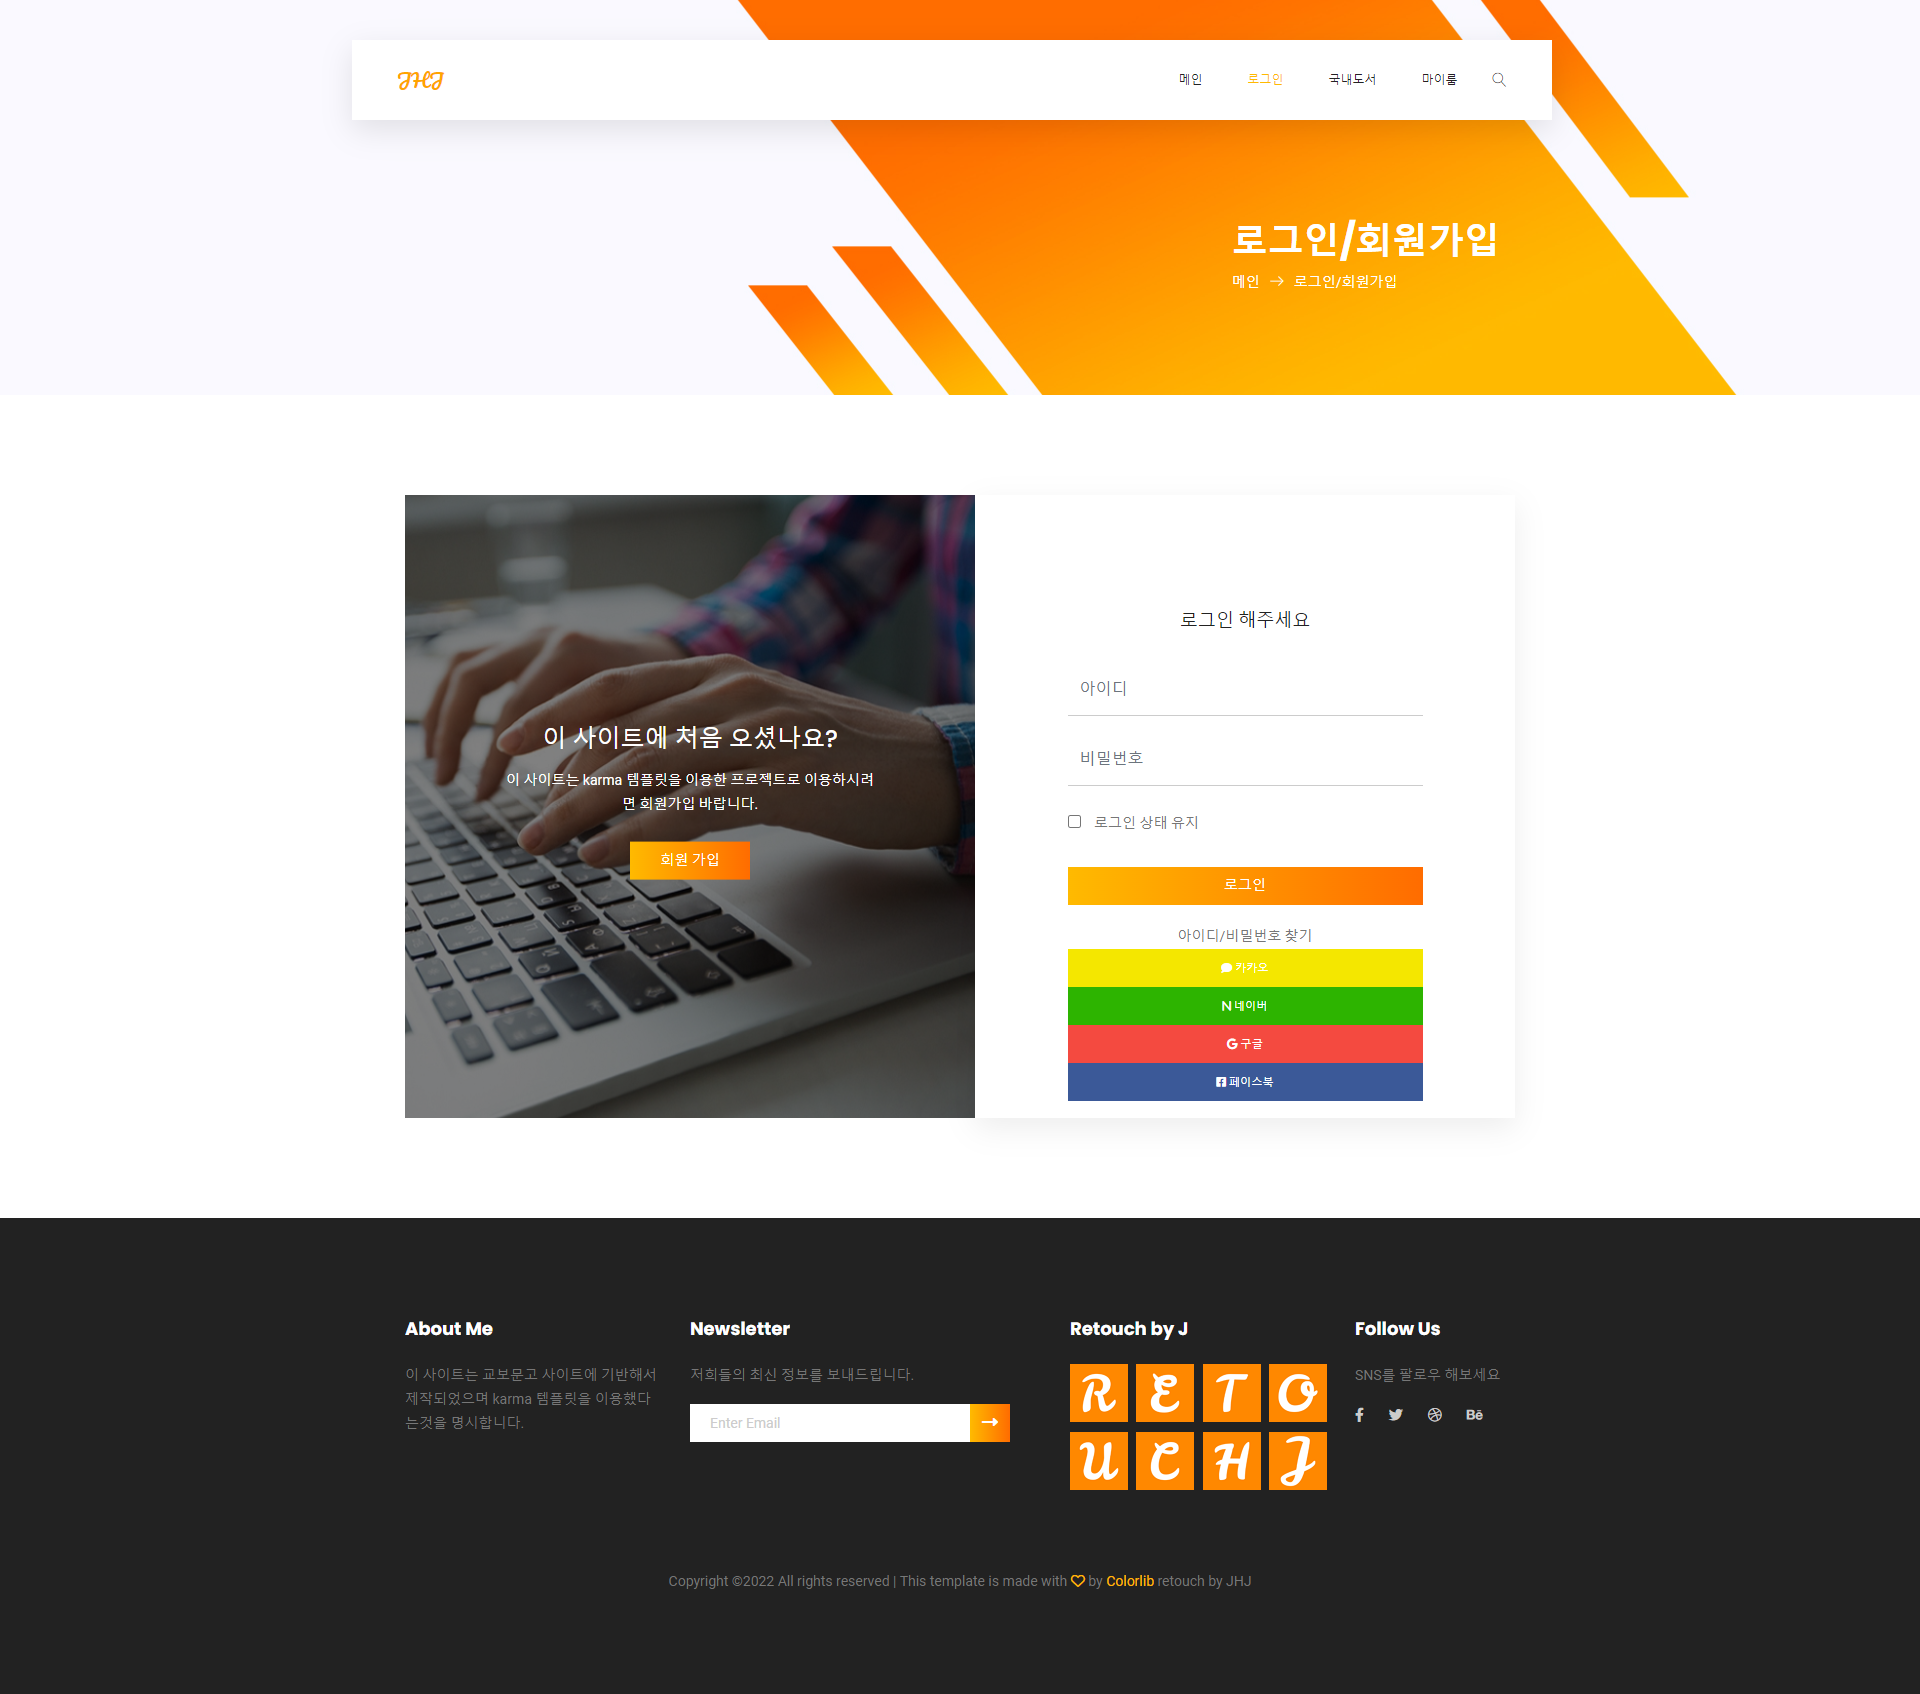 JHJ
메인
로그인
국내도서
마이룸
로그인/회원가입
메인 → 로그인/회원가입
이 사이트에 처음 오셨나요?
이 사이트는 karma 템플릿을 이용한 프로젝트로 이용하시려
면 회원가입 바랍니다.
회원 가입
로그인 해주세요
아이디
비밀번호
로그인 상태 유지
로그인
아이디/비밀번호 찾기
카카오
N 네이버
G 구글
페이스북
About Me
이 사이트는 교보문고 사이트에 기반해서
제작되었으며 karma 템플릿을 이용했다
는것을 명시합니다.
Newsletter
저희들의 최신 정보를 보내드립니다.
Enter Email
Retouch by J
R E T O
U C H J
Follow Us
SNS를 팔로우 해보세요
Bē
Copyright ©2022 All rights reserved | This template is made with ♡ by Colorlib retouch by JHJ